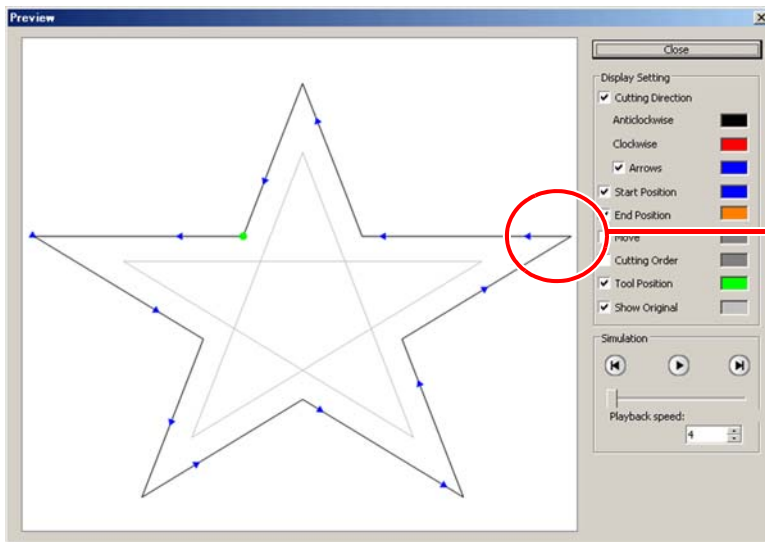 Preview
Close
Display Setting
Cutting Direction
Anticlockwise
Clockwise
Arrows
Start Position
End Position
Move
Cutting Order
Tool Position
Show Original
Simulation
Playback speed:
4